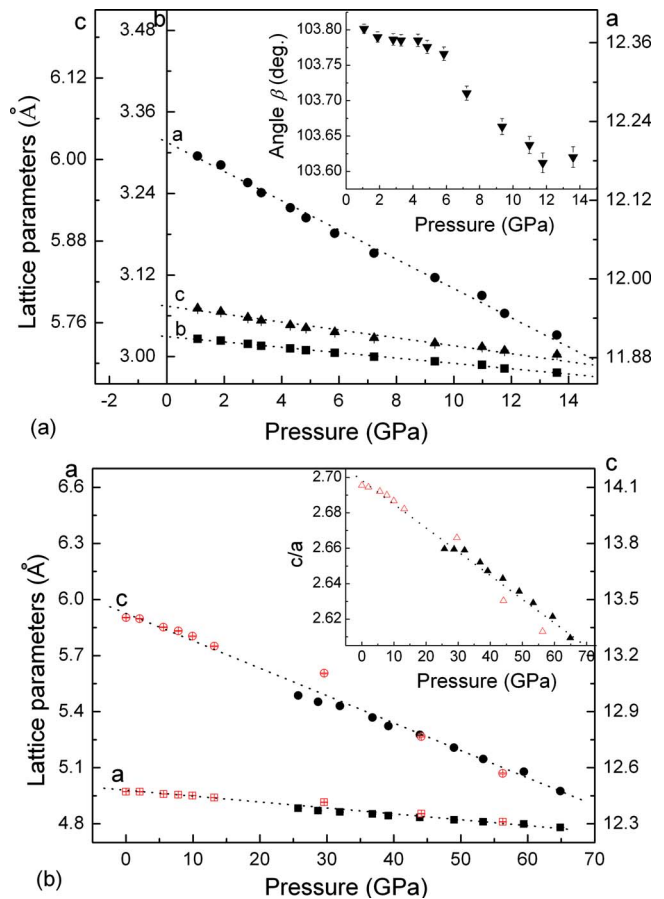 c
b
a
3.48
3.36
3.24
3.12
3.00
6.12
6.00
5.88
5.76
12.36
12.24
12.12
12.00
11.88
Lattice parameters (Å)
a
c
b
103.80
103.75
103.70
103.65
103.60
Angle β (deg.)
0 2 4 6 8 10 12 14
Pressure (GPa)
-2 0 2 4 6 8 10 12 14
(a)
Pressure (GPa)
a
c
6.6
6.3
6.0
5.7
5.4
5.1
4.8
14.1
13.8
13.5
13.2
12.9
12.6
12.3
Lattice parameters (Å)
c
a
2.70
2.68
2.66
2.64
2.62
c/a
0 10 20 30 40 50 60 70
Pressure (GPa)
0 10 20 30 40 50 60 70
(b)
Pressure (GPa)